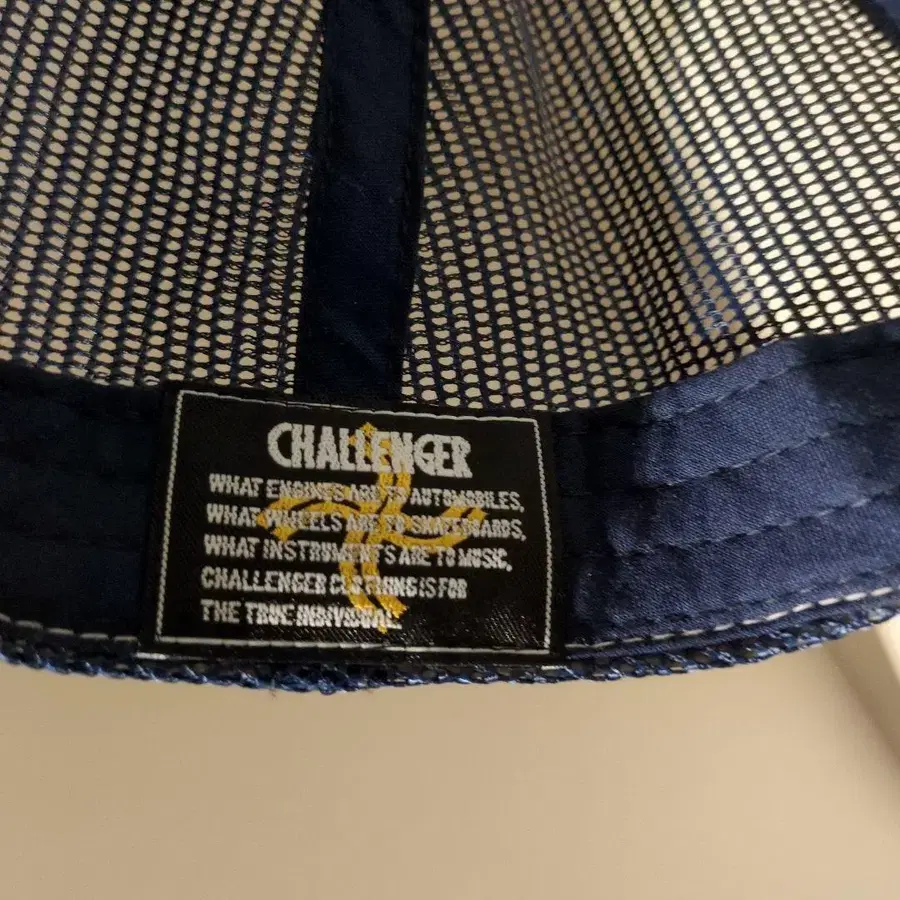 CHALLENGER
WHAT ENGINES ARE TO AUTOMOBILES,
WHAT WHEELS ARE TO SKATEBOARDS,
WHAT INSTRUMENTS ARE TO MUSIC,
CHALLENGER CLOTHING IS FOR
THE TRUE INDIVIDUAL.